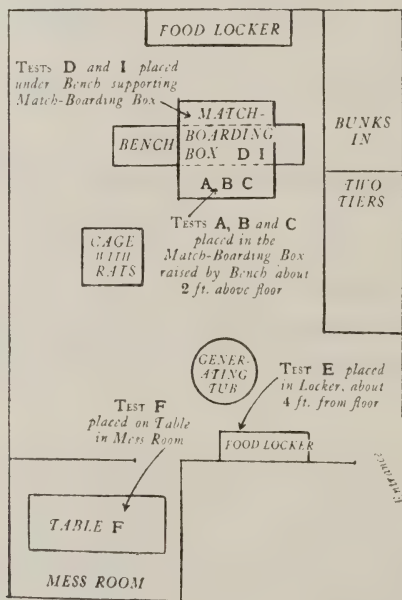 FOOD LOCKER
TESTS D and I placed
under Bench supporting
Match-Boarding Box
MATCH-
BOARDING
BOX D I
BENCH
A, B C
BUNKS
IN
TWO
TIERS
TESTS A, B and C
placed in the
Match-Boarding Box
raised by Bench about
2 ft. above floor
CAGE
WITH
RATS
GENER-
ATING
TUB
TEST E placed
in Locker, about
4 ft. from floor
TEST F
placed on Table
in Mess Room
FOOD LOCKER
Entrance
TABLE F
MESS ROOM